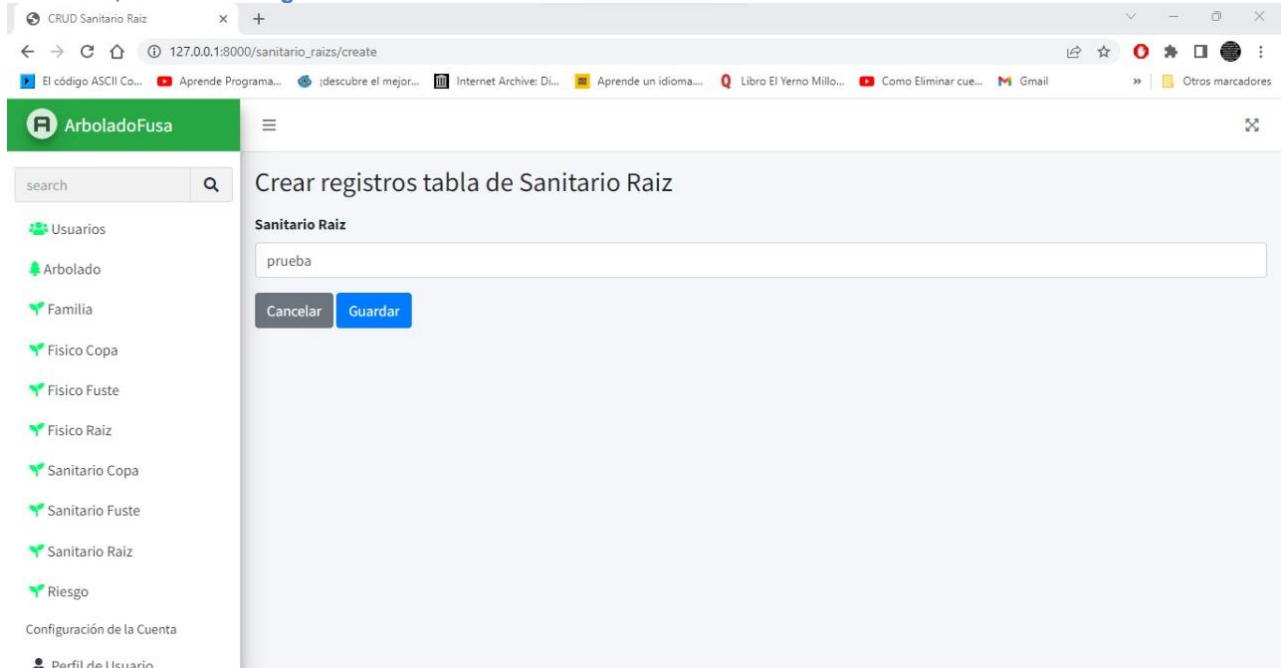 CRUD Sanitario Raiz
127.0.0.1:8000/sanitario_raizs/create
El código ASCII Co...
Aprende Programa...
¡descubre el mejor...
Internet Archive: Di...
Aprende un idioma....
Libro El Yerno Millo...
Como Eliminar cue...
Gmail
»
Otros marcadores
ArboladoFusa
search
Usuarios
Arbolado
Familia
Fisico Copa
Fisico Fuste
Fisico Raiz
Sanitario Copa
Sanitario Fuste
Sanitario Raiz
Riesgo
Configuración de la Cuenta
Perfil de Usuario
Crear registros tabla de Sanitario Raiz
Sanitario Raiz
prueba
Cancelar
Guardar